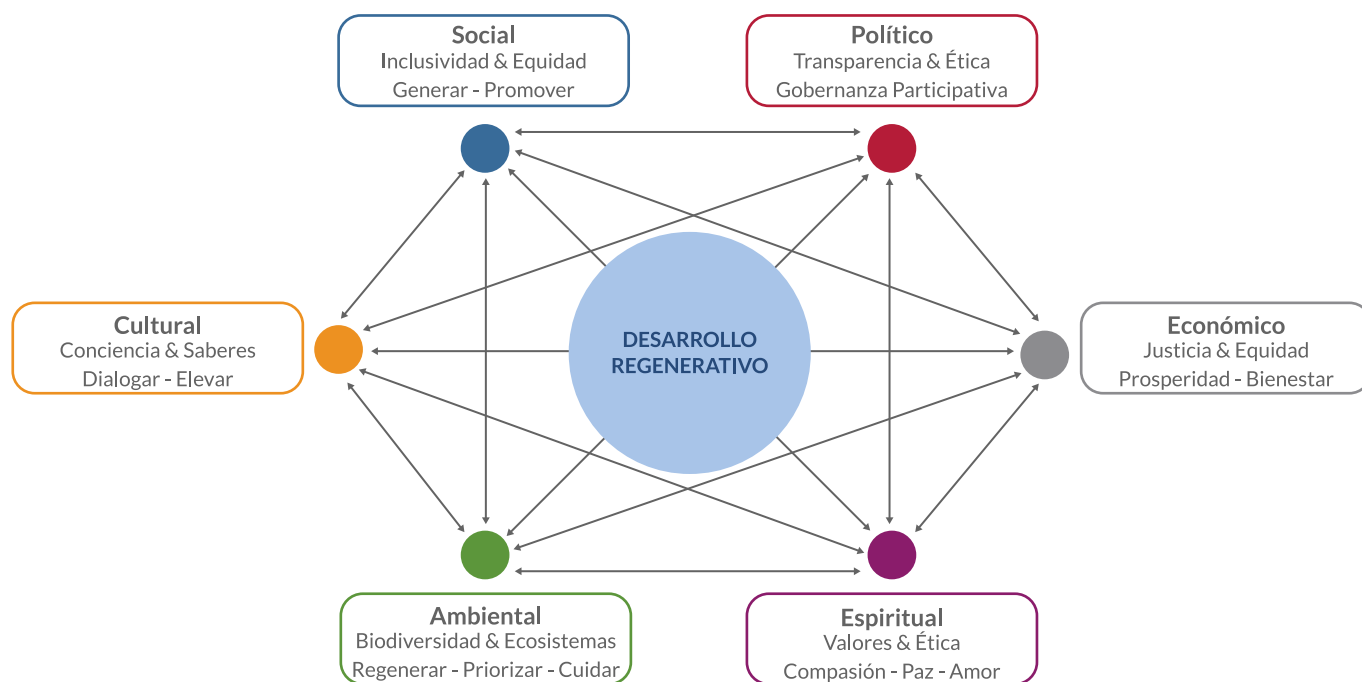 Social
Inclusividad & Equidad
Generar - Promover
Político
Transparencia & Ética
Gobernanza Participativa
Cultural
Conciencia & Saberes
Dialogar - Elevar
DESARROLLO
REGENERATIVO
Económico
Justicia & Equidad
Prosperidad - Bienestar
Ambiental
Biodiversidad & Ecosistemas
Regenerar - Priorizar - Cuidar
Espiritual
Valores & Ética
Compasión - Paz - Amor